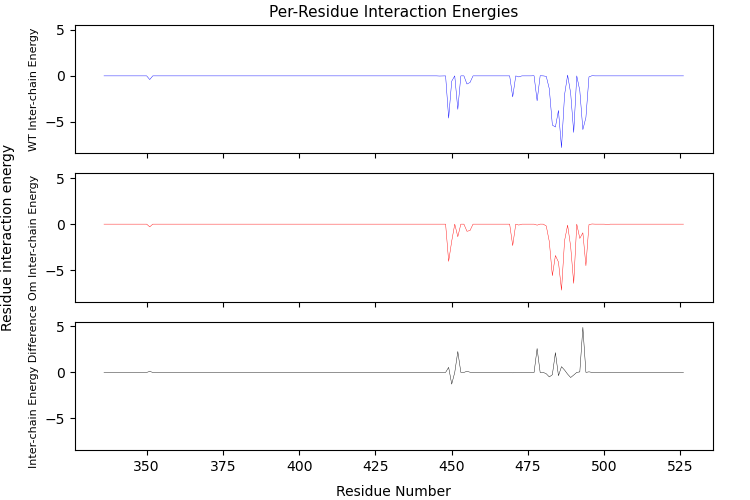 Per-Residue Interaction Energies
Residue interaction energy
WT Inter-chain Energy
5
0
−5
Om Inter-chain Energy
5
0
−5
Inter-chain Energy Difference
5
0
−5
350 375 400 425 450 475 500 525
Residue Number